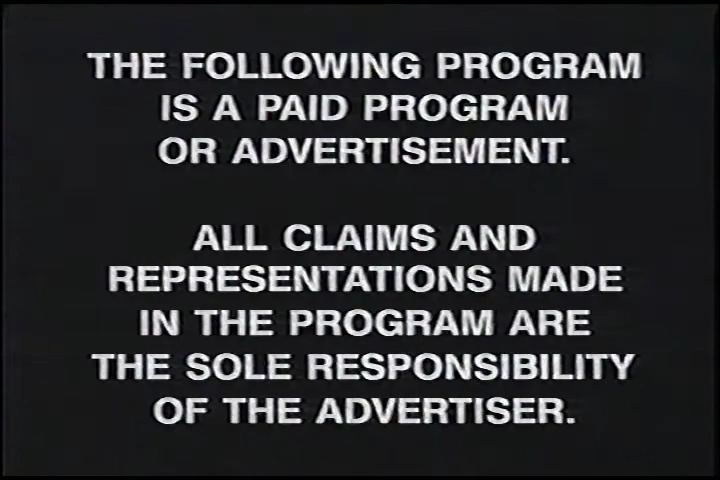 THE FOLLOWING PROGRAM
IS A PAID PROGRAM
OR ADVERTISEMENT.
ALL CLAIMS AND
REPRESENTATIONS MADE
IN THE PROGRAM ARE
THE SOLE RESPONSIBILITY
OF THE ADVERTISER.